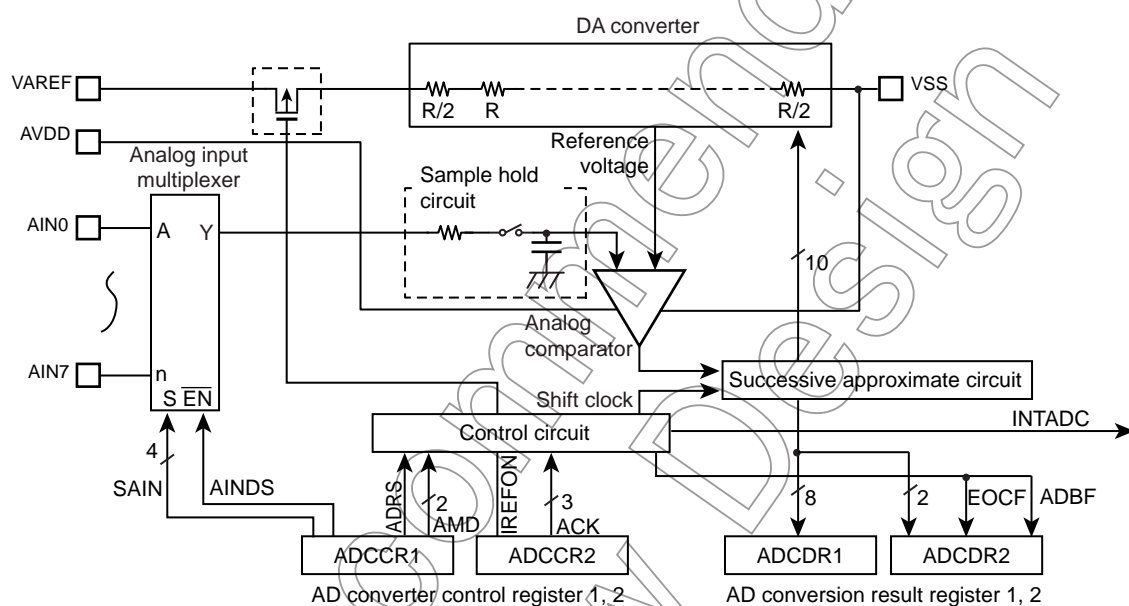 DA converter
VAREF
VSS
R/2
R
R/2
AVDD
Reference
voltage
Analog input
multiplexer
Sample hold
circuit
AIN0
A
Y
10
Analog
comparator
AIN7
n
S EN
Successive approximate circuit
Shift clock
INTADC
Control circuit
4
SAIN
AINDS
ADRS
2
AMD
IREFON
3
ACK
8
2
EOCF
ADBF
ADCCR1
ADCCR2
ADCDR1
ADCDR2
AD converter control register 1, 2
AD conversion result register 1, 2